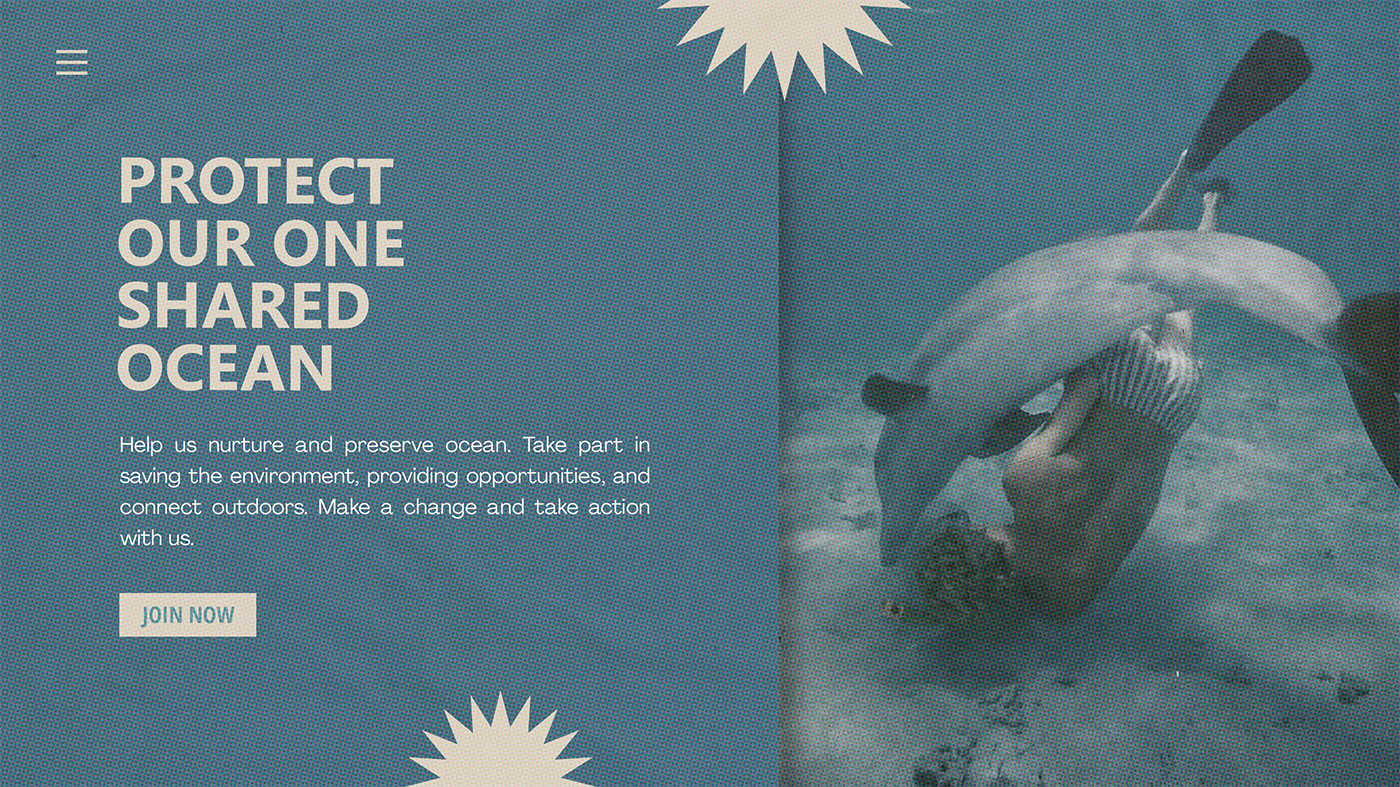 PROTECT
OUR ONE
SHARED
OCEAN
Help us nurture and preserve ocean. Take part in
saving the environment, providing opportunities, and
connect outdoors. Make a change and take action
with us.
JOIN NOW